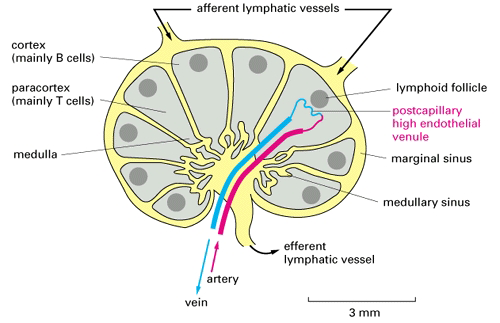 afferent lymphatic vessels
cortex
(mainly B cells)
paracortex
(mainly T cells)
medulla
lymphoid follicle
postcapillary
high endothelial
venule
marginal sinus
medullary sinus
efferent
lymphatic vessel
artery
vein
3 mm